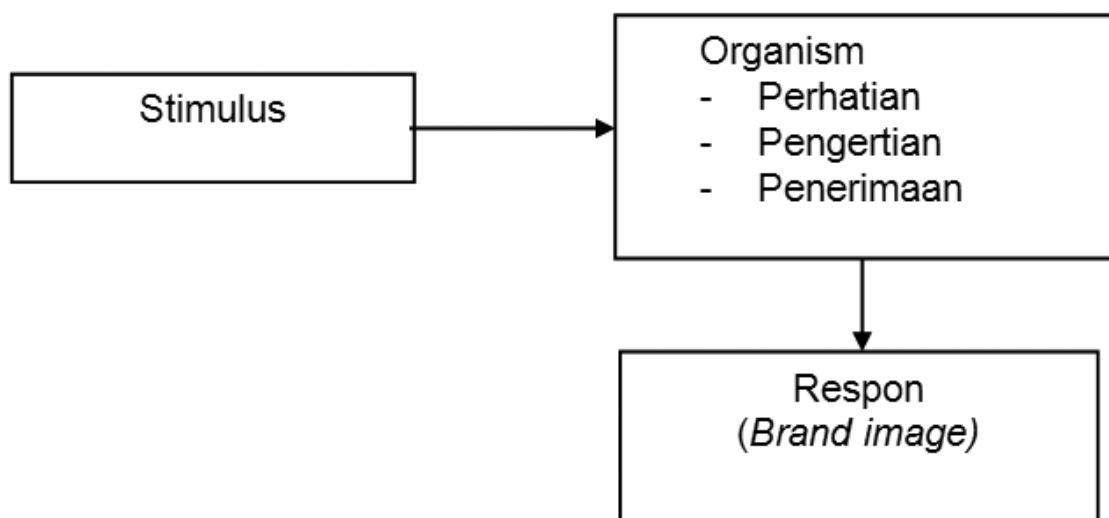 Stimulus
Organism
- Perhatian
- Pengertian
- Penerimaan
Respon
(Brand image)